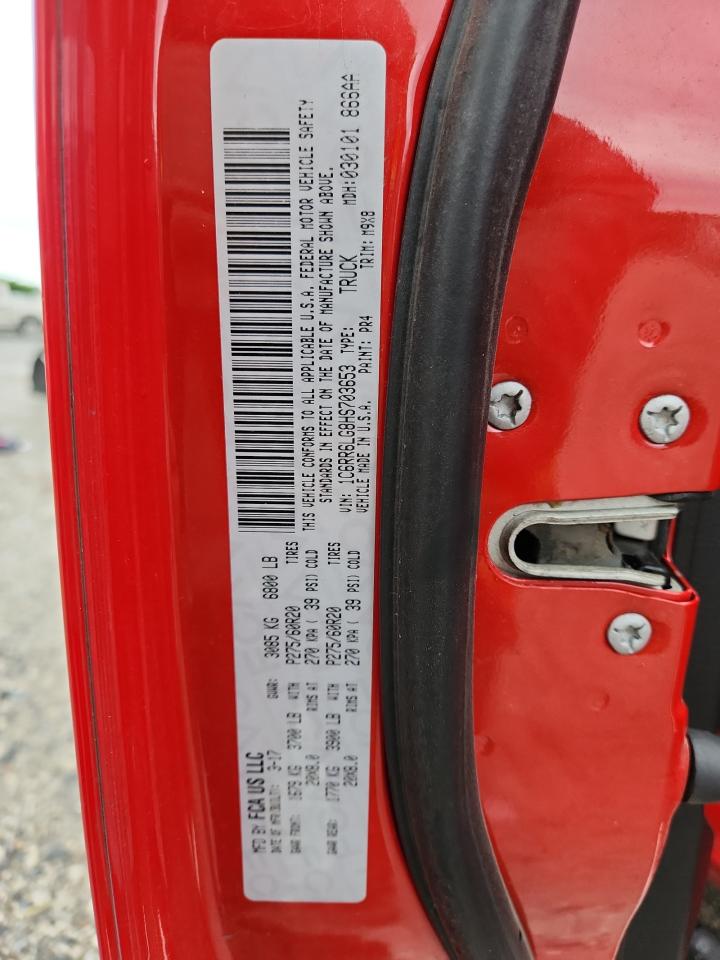 MFD BY FCA US LLC
DATE OF MFR 3-17 GVWR: 3085 KG 6800 LB
GAWR FRONT: 1679 KG 3700 LB WITH P275/60R20 TIRES
20X8.0 RIMS AT 270 KPA ( 39 PSI) COLD
GAWR REAR: 1770 KG 3900 LB WITH P275/60R20 TIRES
20X8.0 RIMS AT 270 KPA ( 39 PSI) COLD
THIS VEHICLE CONFORMS TO ALL APPLICABLE U.S.A. FEDERAL MOTOR VEHICLE SAFETY
STANDARDS IN EFFECT ON THE DATE OF MANUFACTURE SHOWN ABOVE.
VIN: 1C6RR6LG8HS703653 TYPE: TRUCK MDH:030101 866AA
VEHICLE MADE IN U.S.A. PAINT: PR4 TRIM: M9X8